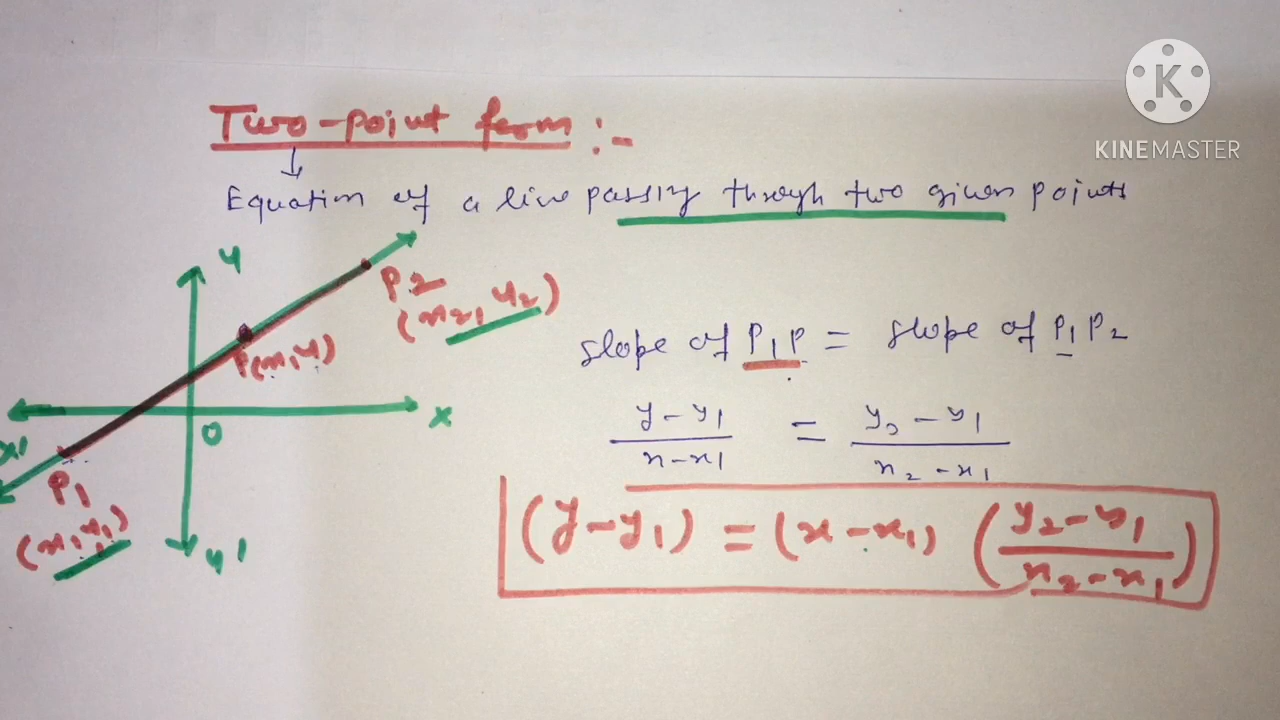 KINEMASTER
Two-point form :-
Equation of a line passing through two given points
y
P2
(x2, y2)
P(x, y)
x
x'
0
P1
(x1, y1)
y'
slope of P1P = slope of P1P2
y-y1 / x-x1 = y2-y1 / x2-x1
(y-y1) = (x-x1) (y2-y1 / x2-x1)